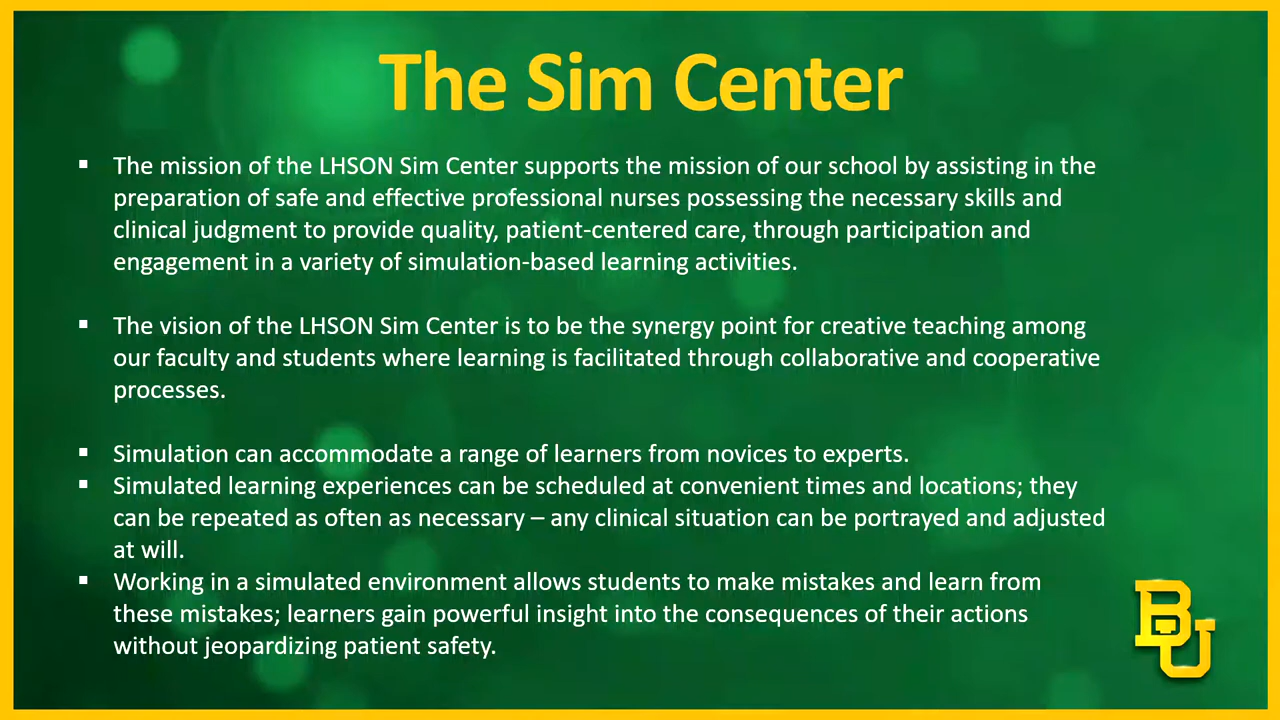 The Sim Center
▪ The mission of the LHSON Sim Center supports the mission of our school by assisting in the
preparation of safe and effective professional nurses possessing the necessary skills and
clinical judgment to provide quality, patient-centered care, through participation and
engagement in a variety of simulation-based learning activities.
▪ The vision of the LHSON Sim Center is to be the synergy point for creative teaching among
our faculty and students where learning is facilitated through collaborative and cooperative
processes.
▪ Simulation can accommodate a range of learners from novices to experts.
▪ Simulated learning experiences can be scheduled at convenient times and locations; they
can be repeated as often as necessary – any clinical situation can be portrayed and adjusted
at will.
▪ Working in a simulated environment allows students to make mistakes and learn from
these mistakes; learners gain powerful insight into the consequences of their actions
without jeopardizing patient safety.
BU